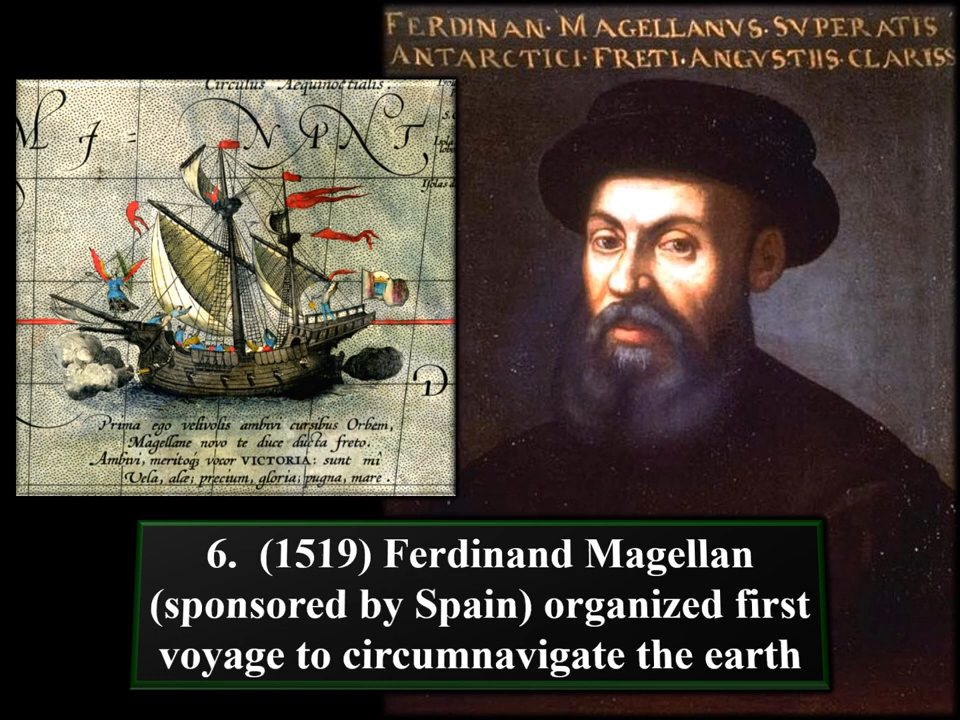 FERDINAN· MAGELLANVS· SVPERATIS
ANTARCTICI· FRETI· ANGVSTIIS· CLARISS
Circulus Aequinoctialis.
M I - N P N T,
Isolas
D
Prima ego velivolis ambivi cursibus Orbem,
Magellane novo te duce ducta freto.
Ambivi, meritoq; vocor VICTORIA: sunt mî
Vela, alæ; precium, gloria; pugna, mare.
6. (1519) Ferdinand Magellan
(sponsored by Spain) organized first
voyage to circumnavigate the earth